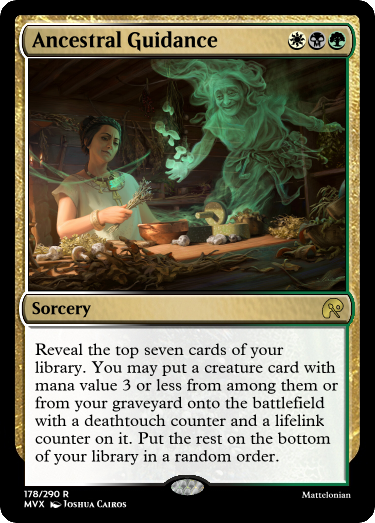 Ancestral Guidance
Sorcery
Reveal the top seven cards of your
library. You may put a creature card with
mana value 3 or less from among them or
from your graveyard onto the battlefield
with a deathtouch counter and a lifelink
counter on it. Put the rest on the bottom
of your library in a random order.
178/290 R
MVX Joshua Cairos
Mattelonian